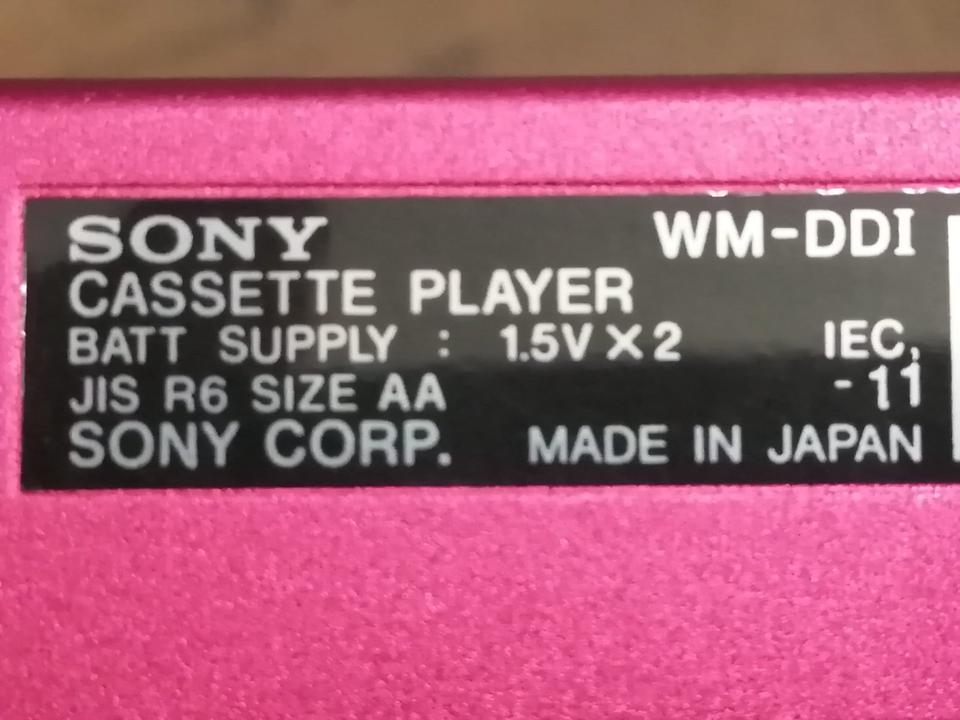 SONY WM-DDI
CASSETTE PLAYER
BATT SUPPLY : 1.5V×2 IEC,
JIS R6 SIZE AA -11
SONY CORP. MADE IN JAPAN